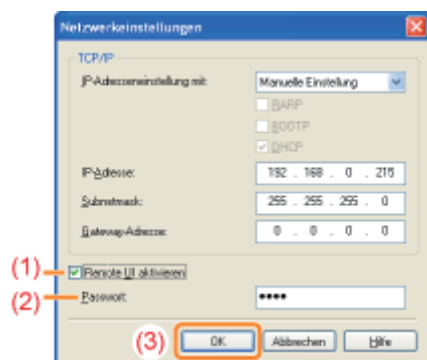 Netzwerkeinstellungen
TCP/IP
IP-Adresseneinstellung mit: Manuelle Einstellung
RARP
BOOTP
DHCP
IP-Adresse: 192 . 168 . 0 . 215
Subnetmask: 255 . 255 . 255 . 0
Gateway-Adresse: 0 . 0 . 0 . 0
(1) Remote UI aktivieren
(2) Passwort: ••••
(3) OK Abbrechen Hilfe